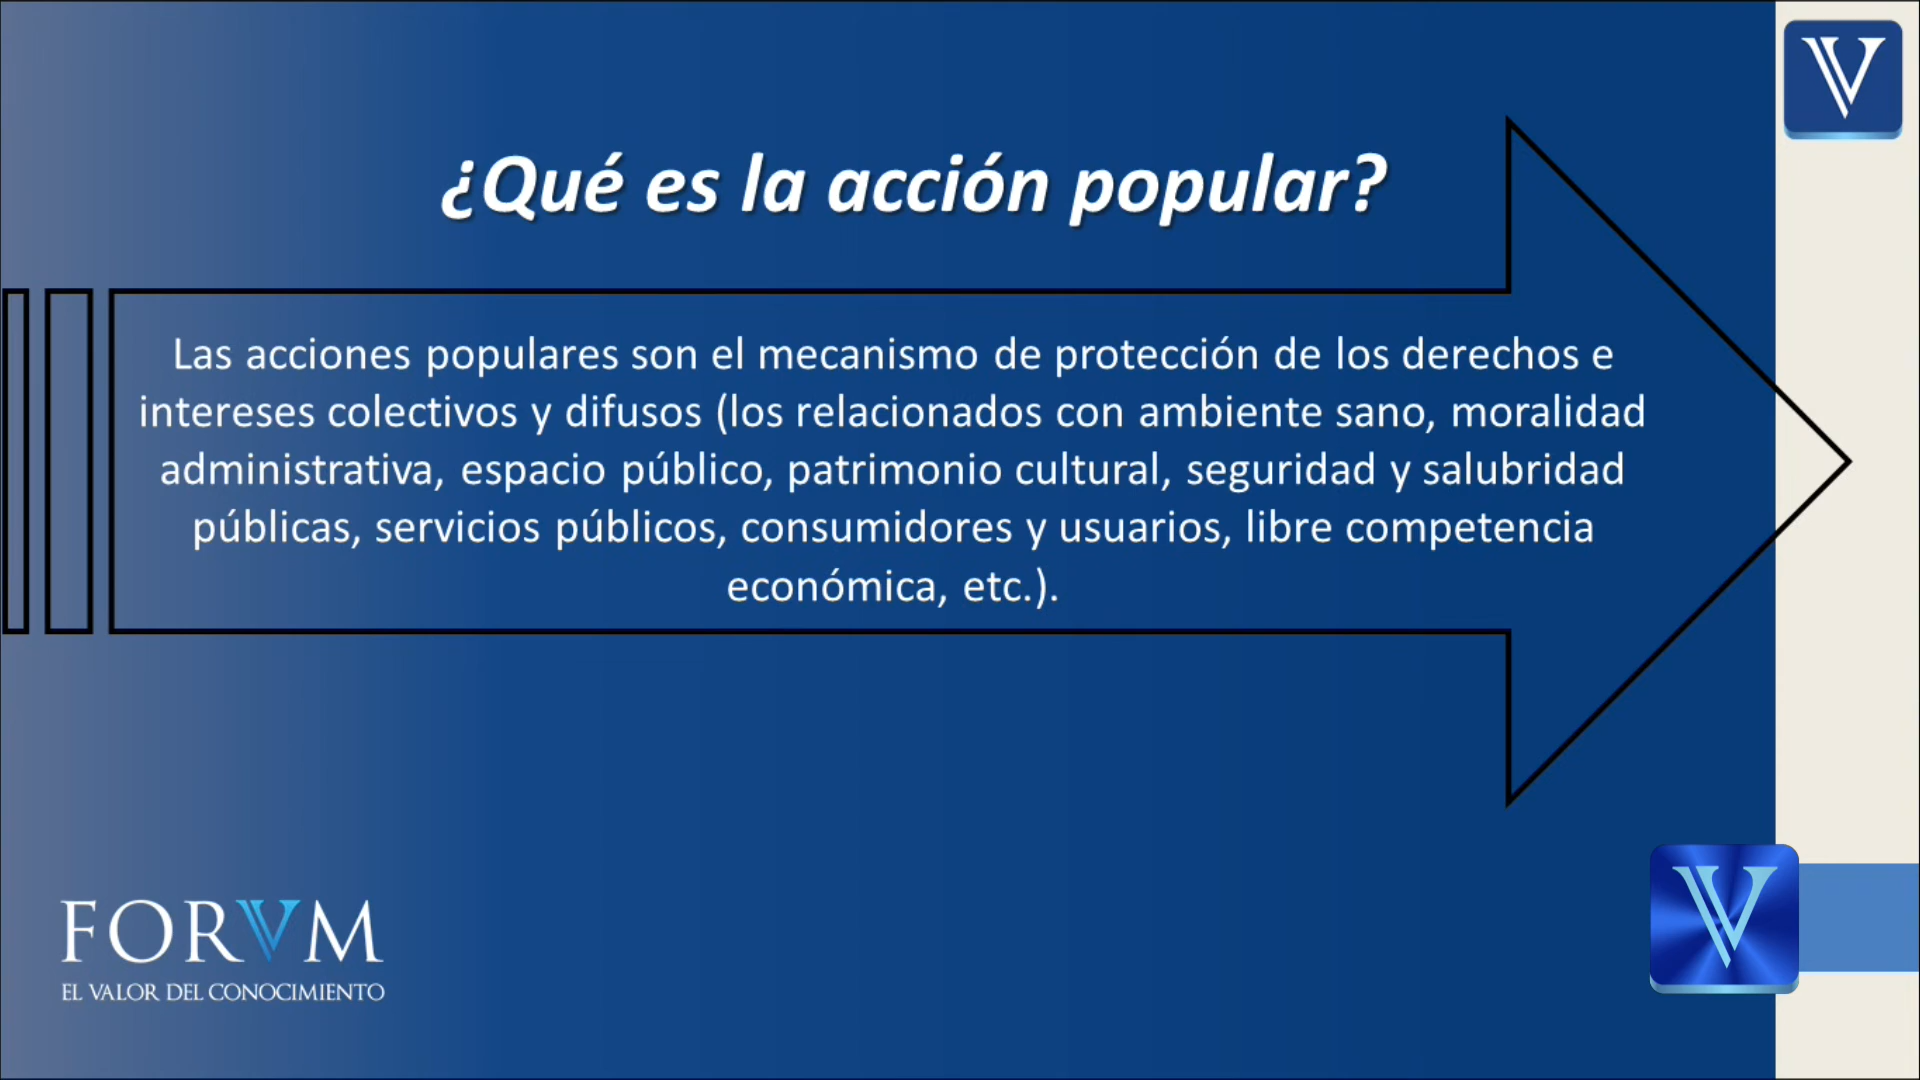 ¿Qué es la acción popular?
Las acciones populares son el mecanismo de protección de los derechos e
intereses colectivos y difusos (los relacionados con ambiente sano, moralidad
administrativa, espacio público, patrimonio cultural, seguridad y salubridad
públicas, servicios públicos, consumidores y usuarios, libre competencia
económica, etc.).
FORVM
EL VALOR DEL CONOCIMIENTO